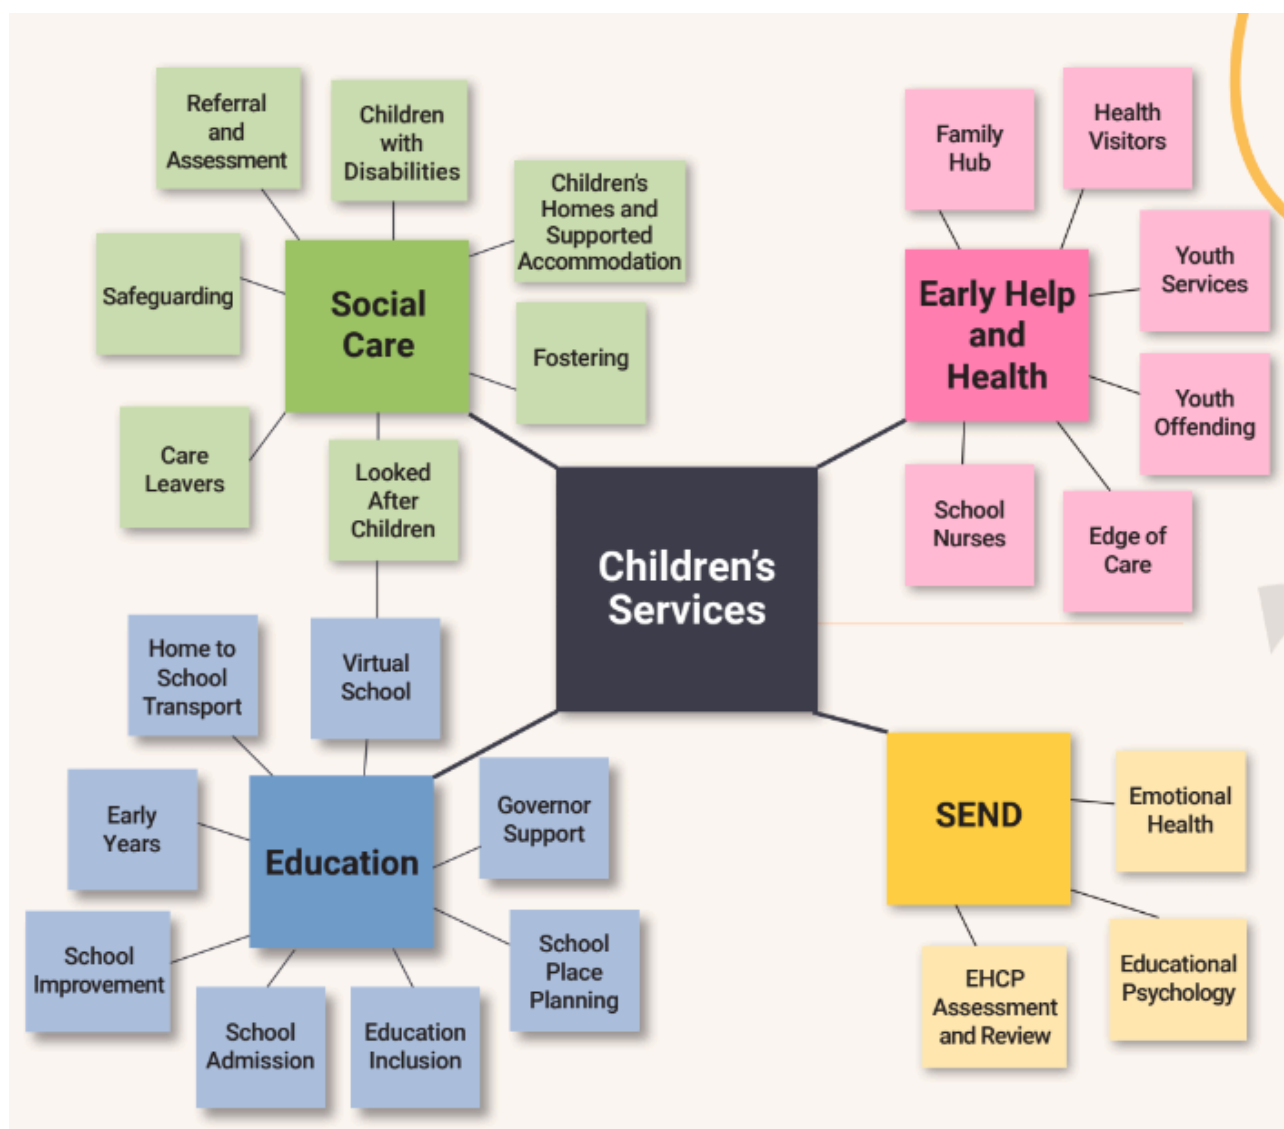 Referral
and
Assessment
Children
with
Disabilities
Children's
Homes and
Supported
Accommodation
Safeguarding
Social
Care
Fostering
Care
Leavers
Looked
After
Children
Family
Hub
Health
Visitors
Early Help
and
Health
Youth
Services
Youth
Offending
School
Nurses
Edge of
Care
Children's
Services
Home to
School
Transport
Virtual
School
Early
Years
Education
Governor
Support
School
Improvement
School
Admission
Education
Inclusion
School
Place
Planning
SEND
Emotional
Health
EHCP
Assessment
and Review
Educational
Psychology